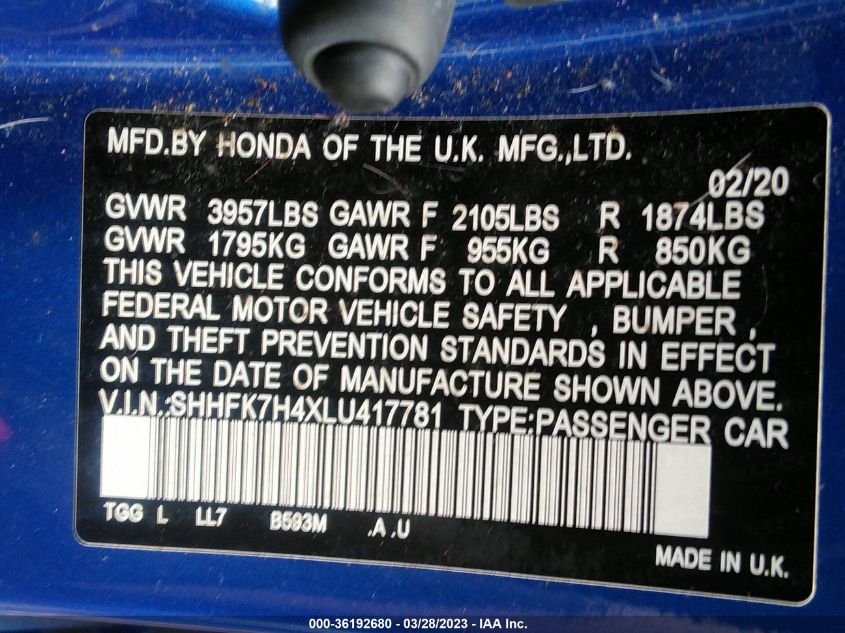 MFD.BY HONDA OF THE U.K. MFG.,LTD.
02/20
GVWR 3957LBS GAWR F 2105LBS R 1874LBS
GVWR 1795KG GAWR F 955KG R 850KG
THIS VEHICLE CONFORMS TO ALL APPLICABLE
FEDERAL MOTOR VEHICLE SAFETY , BUMPER ,
AND THEFT PREVENTION STANDARDS IN EFFECT
ON THE DATE OF MANUFACTURE SHOWN ABOVE.
V.I.N.:SHHFK7H4XLU417781 TYPE:PASSENGER CAR
TGG L LL7 B593M .A .U
MADE IN U.K.
000-36192680 - 03/28/2023 - IAA Inc.